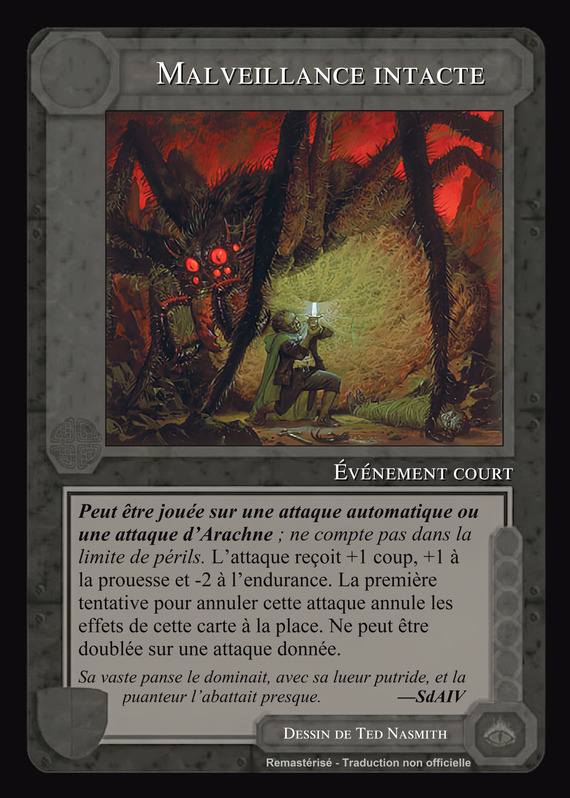 Malveillance intacte
Événement court
Peut être jouée sur une attaque automatique ou
une attaque d'Arachne ; ne compte pas dans la
limite de périls. L'attaque reçoit +1 coup, +1 à
la prouesse et -2 à l'endurance. La première
tentative pour annuler cette attaque annule les
effets de cette carte à la place. Ne peut être
doublée sur une attaque donnée.
Sa vaste panse le dominait, avec sa lueur putride, et la
puanteur l'abattait presque. —SdAIV
Dessin de Ted Nasmith
Remastérisé - Traduction non officielle